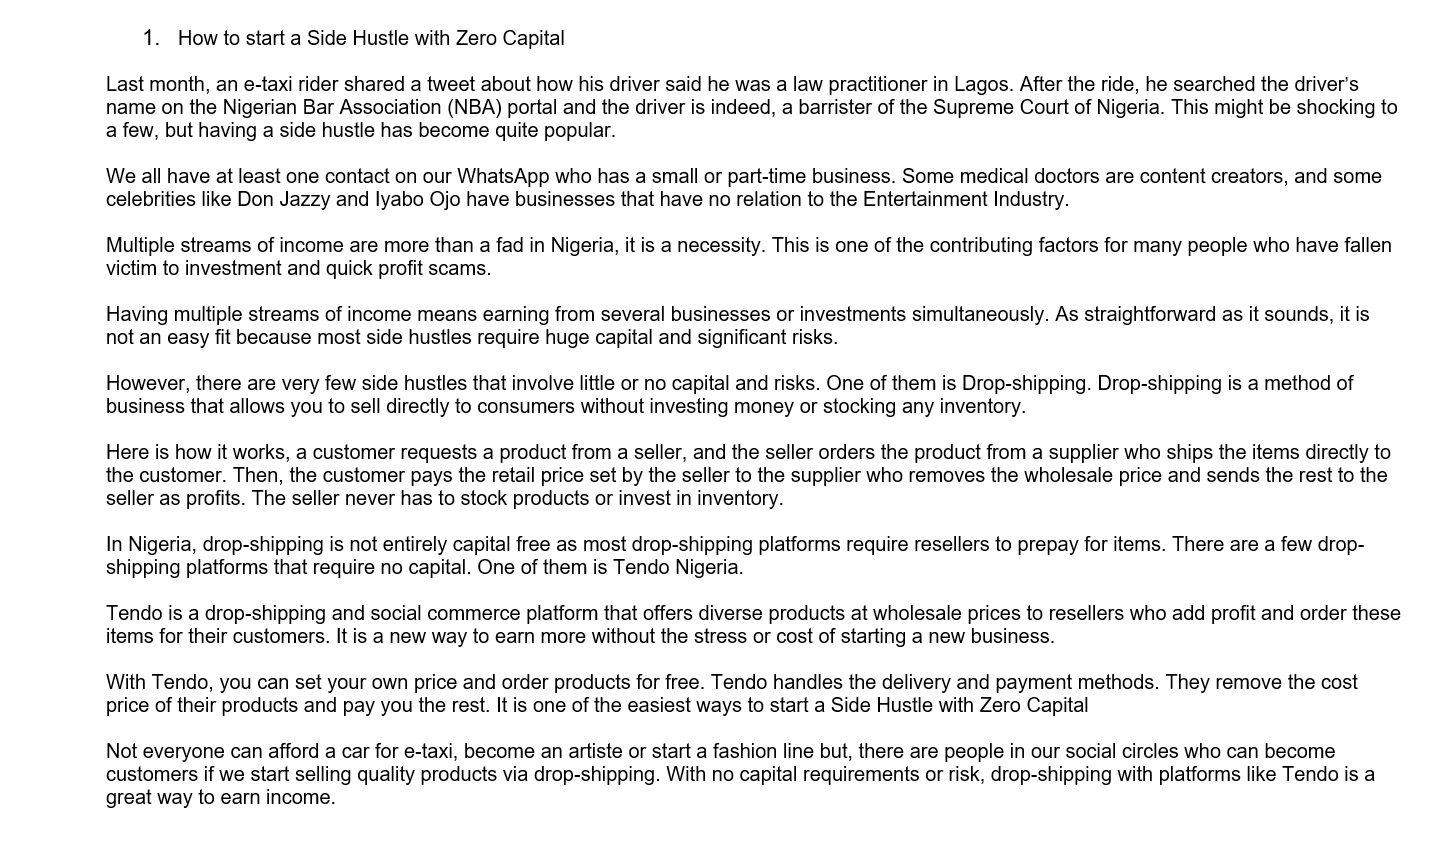 1. How to start a Side Hustle with Zero Capital
Last month, an e-taxi rider shared a tweet about how his driver said he was a law practitioner in Lagos. After the ride, he searched the driver’s
name on the Nigerian Bar Association (NBA) portal and the driver is indeed, a barrister of the Supreme Court of Nigeria. This might be shocking to
a few, but having a side hustle has become quite popular.
We all have at least one contact on our WhatsApp who has a small or part-time business. Some medical doctors are content creators, and some
celebrities like Don Jazzy and Iyabo Ojo have businesses that have no relation to the Entertainment Industry.
Multiple streams of income are more than a fad in Nigeria, it is a necessity. This is one of the contributing factors for many people who have fallen
victim to investment and quick profit scams.
Having multiple streams of income means earning from several businesses or investments simultaneously. As straightforward as it sounds, it is
not an easy fit because most side hustles require huge capital and significant risks.
However, there are very few side hustles that involve little or no capital and risks. One of them is Drop-shipping. Drop-shipping is a method of
business that allows you to sell directly to consumers without investing money or stocking any inventory.
Here is how it works, a customer requests a product from a seller, and the seller orders the product from a supplier who ships the items directly to
the customer. Then, the customer pays the retail price set by the seller to the supplier who removes the wholesale price and sends the rest to the
seller as profits. The seller never has to stock products or invest in inventory.
In Nigeria, drop-shipping is not entirely capital free as most drop-shipping platforms require resellers to prepay for items. There are a few drop-
shipping platforms that require no capital. One of them is Tendo Nigeria.
Tendo is a drop-shipping and social commerce platform that offers diverse products at wholesale prices to resellers who add profit and order these
items for their customers. It is a new way to earn more without the stress or cost of starting a new business.
With Tendo, you can set your own price and order products for free. Tendo handles the delivery and payment methods. They remove the cost
price of their products and pay you the rest. It is one of the easiest ways to start a Side Hustle with Zero Capital
Not everyone can afford a car for e-taxi, become an artiste or start a fashion line but, there are people in our social circles who can become
customers if we start selling quality products via drop-shipping. With no capital requirements or risk, drop-shipping with platforms like Tendo is a
great way to earn income.